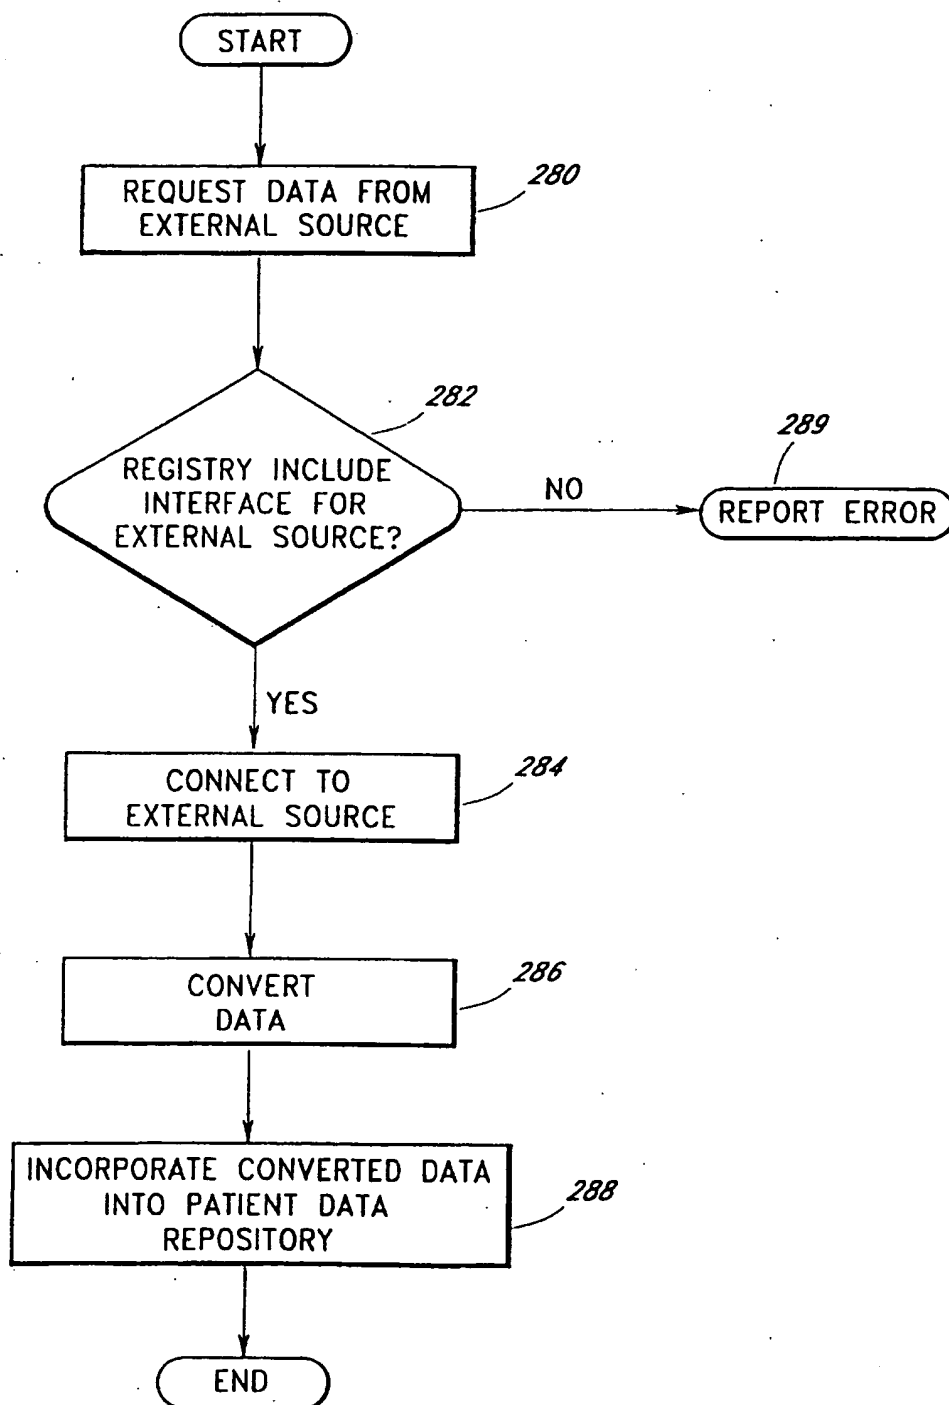 START
REQUEST DATA FROM
EXTERNAL SOURCE
280
282
REGISTRY INCLUDE
INTERFACE FOR
EXTERNAL SOURCE?
NO
289
REPORT ERROR
YES
CONNECT TO
EXTERNAL SOURCE
284
CONVERT
DATA
286
INCORPORATE CONVERTED DATA
INTO PATIENT DATA
REPOSITORY
288
END